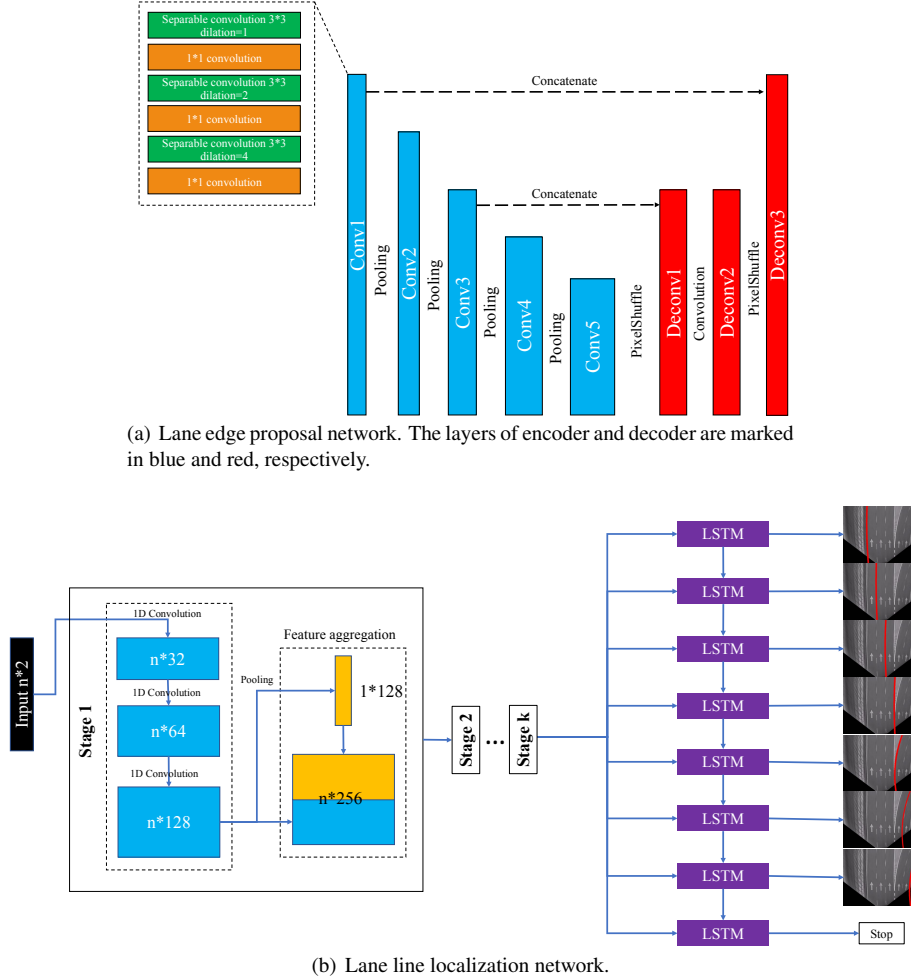 Separable convolution 3*3
dilation=1
1*1 convolution
Separable convolution 3*3
dilation=2
1*1 convolution
Separable convolution 3*3
dilation=4
1*1 convolution
Concatenate
Concatenate
Conv1
Pooling
Conv2
Pooling
Conv3
Pooling
Conv4
Pooling
Conv5
PixelShuffle
Deconv1
Convolution
Deconv2
PixelShuffle
Deconv3
(a) Lane edge proposal network. The layers of encoder and decoder are marked
in blue and red, respectively.
Input n*2
Stage 1
1D Convolution
n*32
1D Convolution
n*64
1D Convolution
n*128
Pooling
Feature aggregation
1*128
n*256
Stage 2
...
Stage k
LSTM
LSTM
LSTM
LSTM
LSTM
LSTM
LSTM
LSTM
Stop
(b) Lane line localization network.